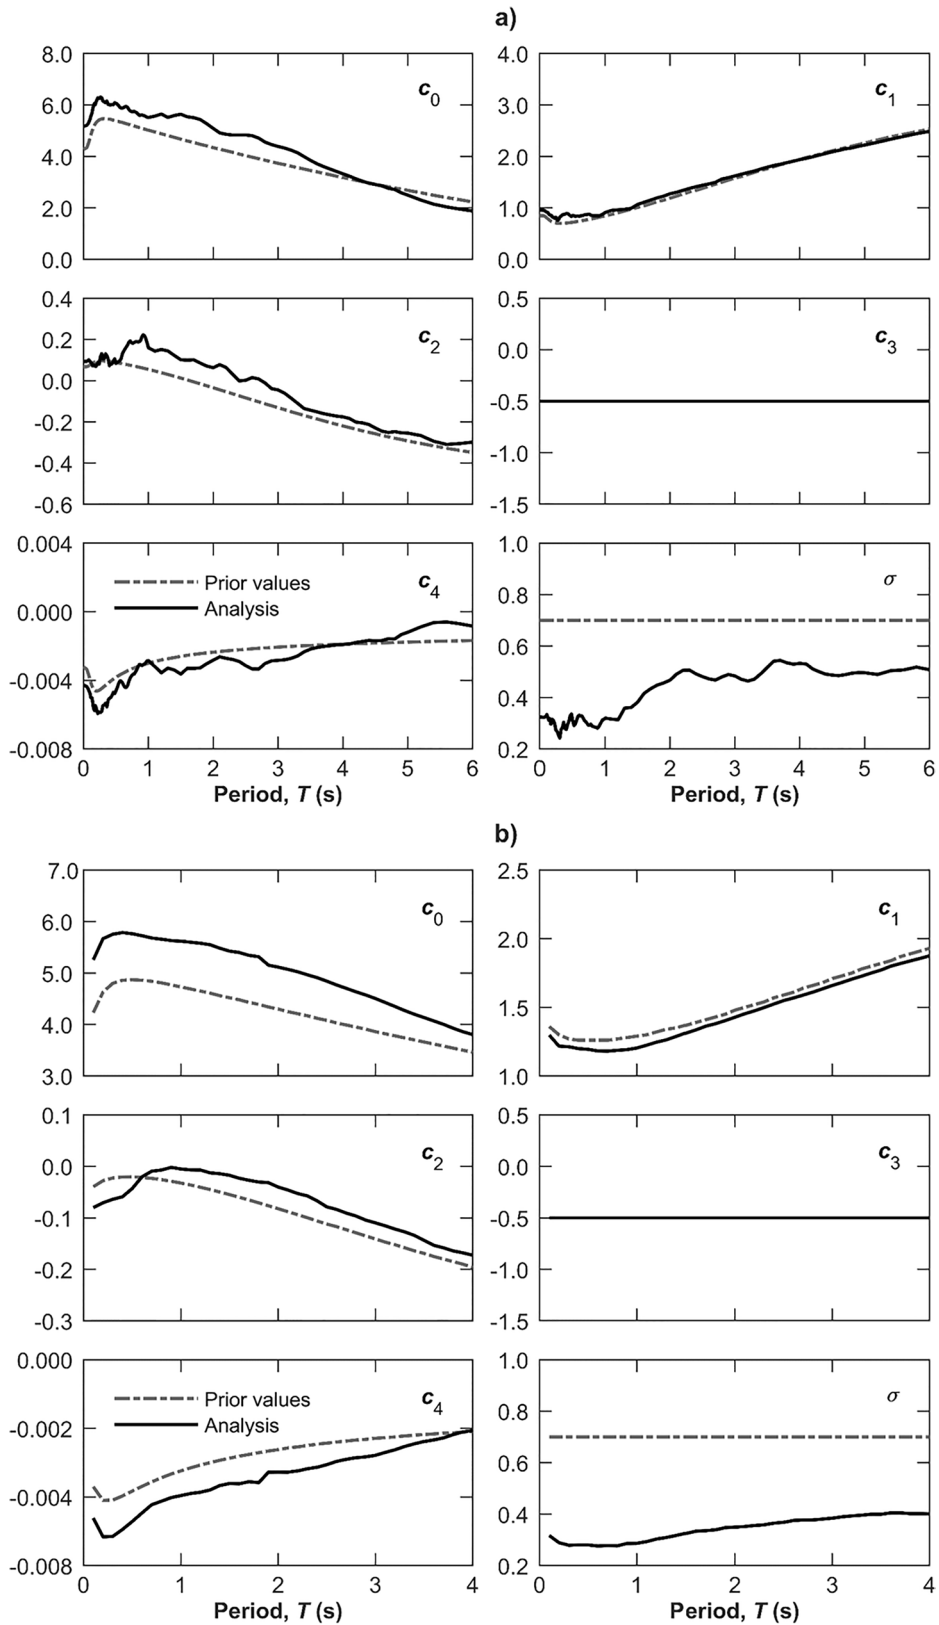 a)
8.0
6.0
4.0
2.0
0.0
c0
4.0
3.0
2.0
1.0
0.0
c1
0.4
0.2
0.0
-0.2
-0.4
-0.6
c2
0.5
0.0
-0.5
-1.0
-1.5
c3
0.004
0.000
-0.004
-0.008
Prior values
Analysis
c4
0 1 2 3 4 5 6
Period, T (s)
1.0
0.8
0.6
0.4
0.2
σ
0 1 2 3 4 5 6
Period, T (s)
b)
7.0
6.0
5.0
4.0
3.0
c0
2.5
2.0
1.5
1.0
c1
0.1
0.0
-0.1
-0.2
-0.3
c2
0.5
0.0
-0.5
-1.0
-1.5
c3
0.000
-0.002
-0.004
-0.008
Prior values
Analysis
c4
0 1 2 3 4
Period, T (s)
1.0
0.8
0.6
0.4
0.2
σ
0 1 2 3 4
Period, T (s)